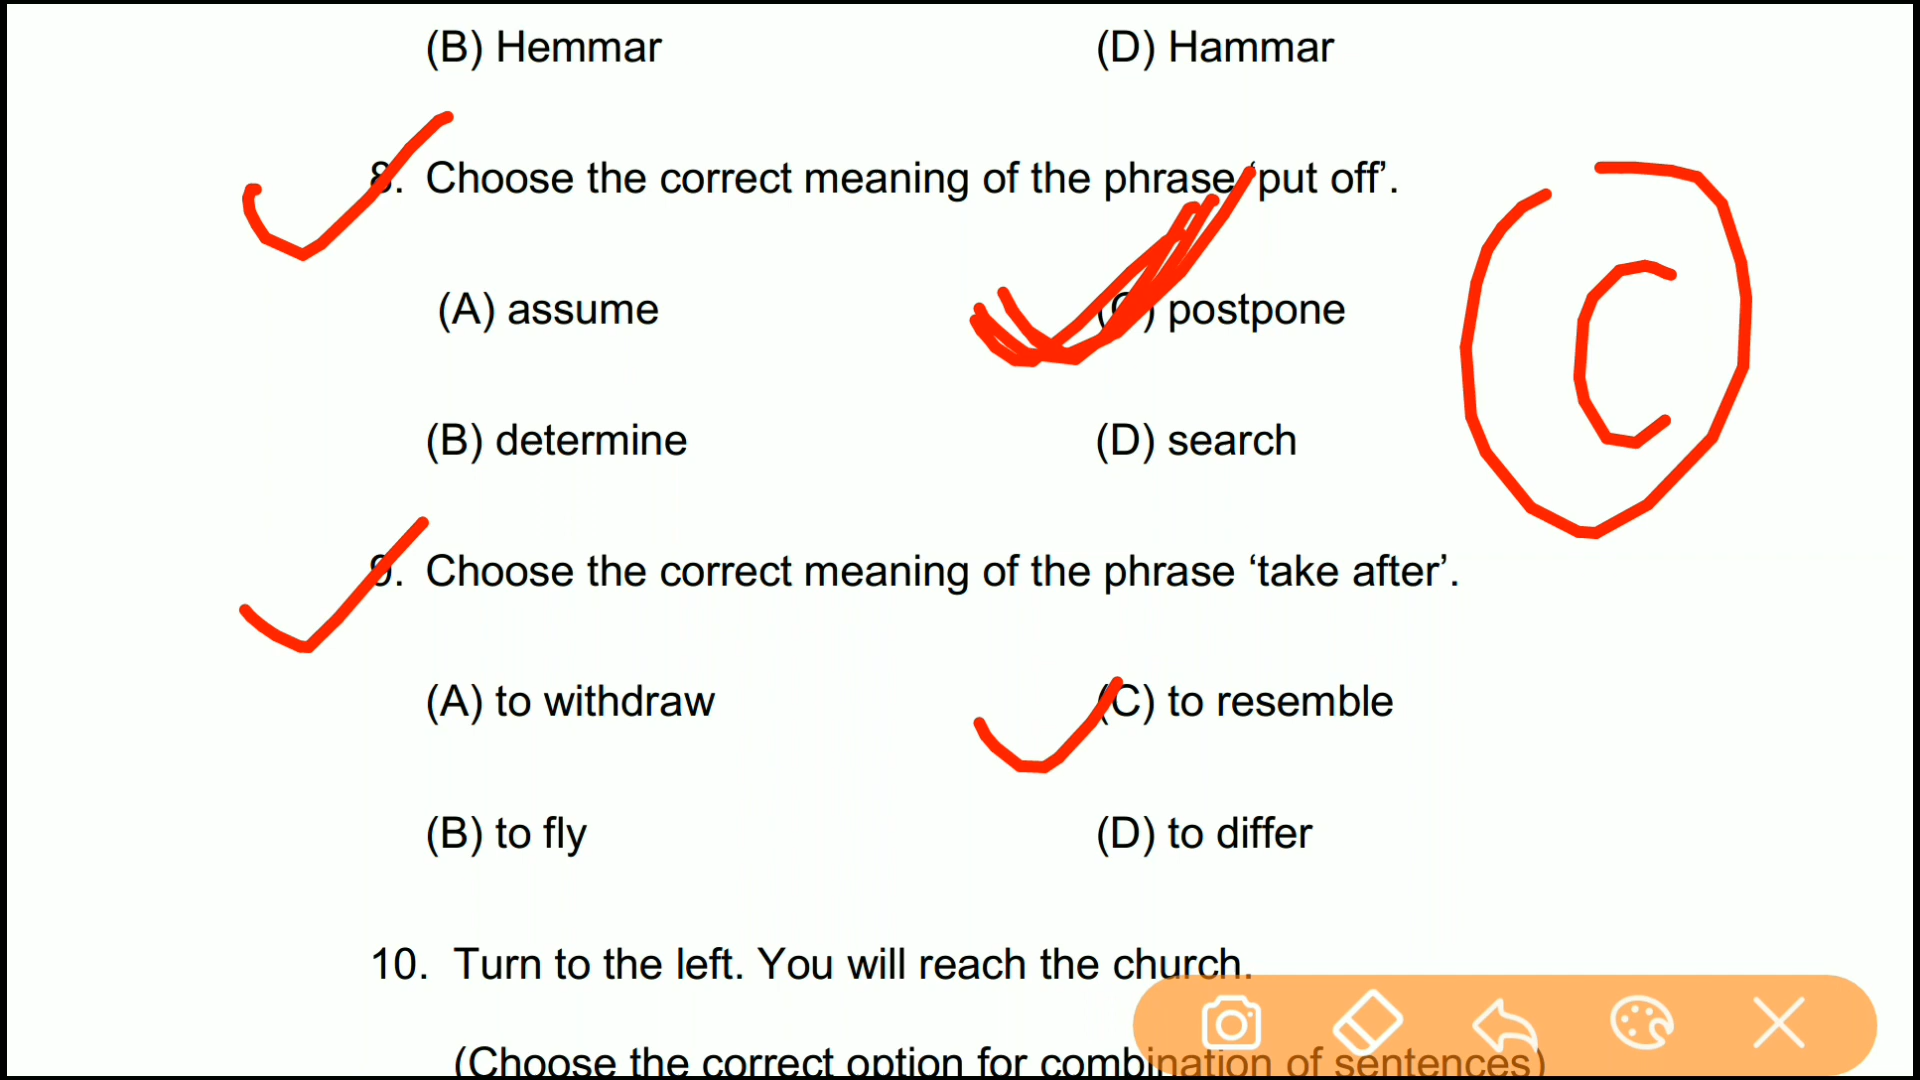 (B) Hemmar (D) Hammar
8. Choose the correct meaning of the phrase ‘put off’.
(A) assume (C) postpone
C
(B) determine (D) search
9. Choose the correct meaning of the phrase ‘take after’.
(A) to withdraw (C) to resemble
(B) to fly (D) to differ
10. Turn to the left. You will reach the church.
(Choose the correct option for combination of sentences)